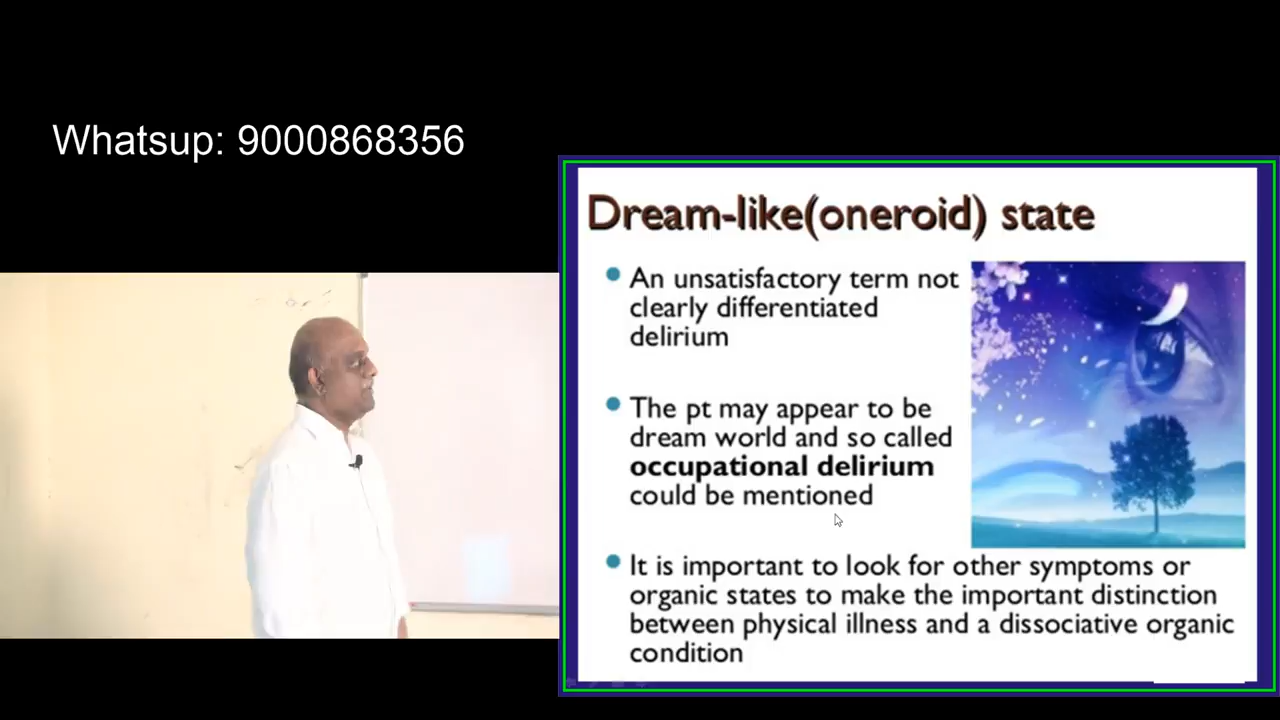 Whatsup: 9000868356
Dream-like(oneroid) state
An unsatisfactory term not
clearly differentiated
delirium
The pt may appear to be
dream world and so called
occupational delirium
could be mentioned
It is important to look for other symptoms or
organic states to make the important distinction
between physical illness and a dissociative organic
condition